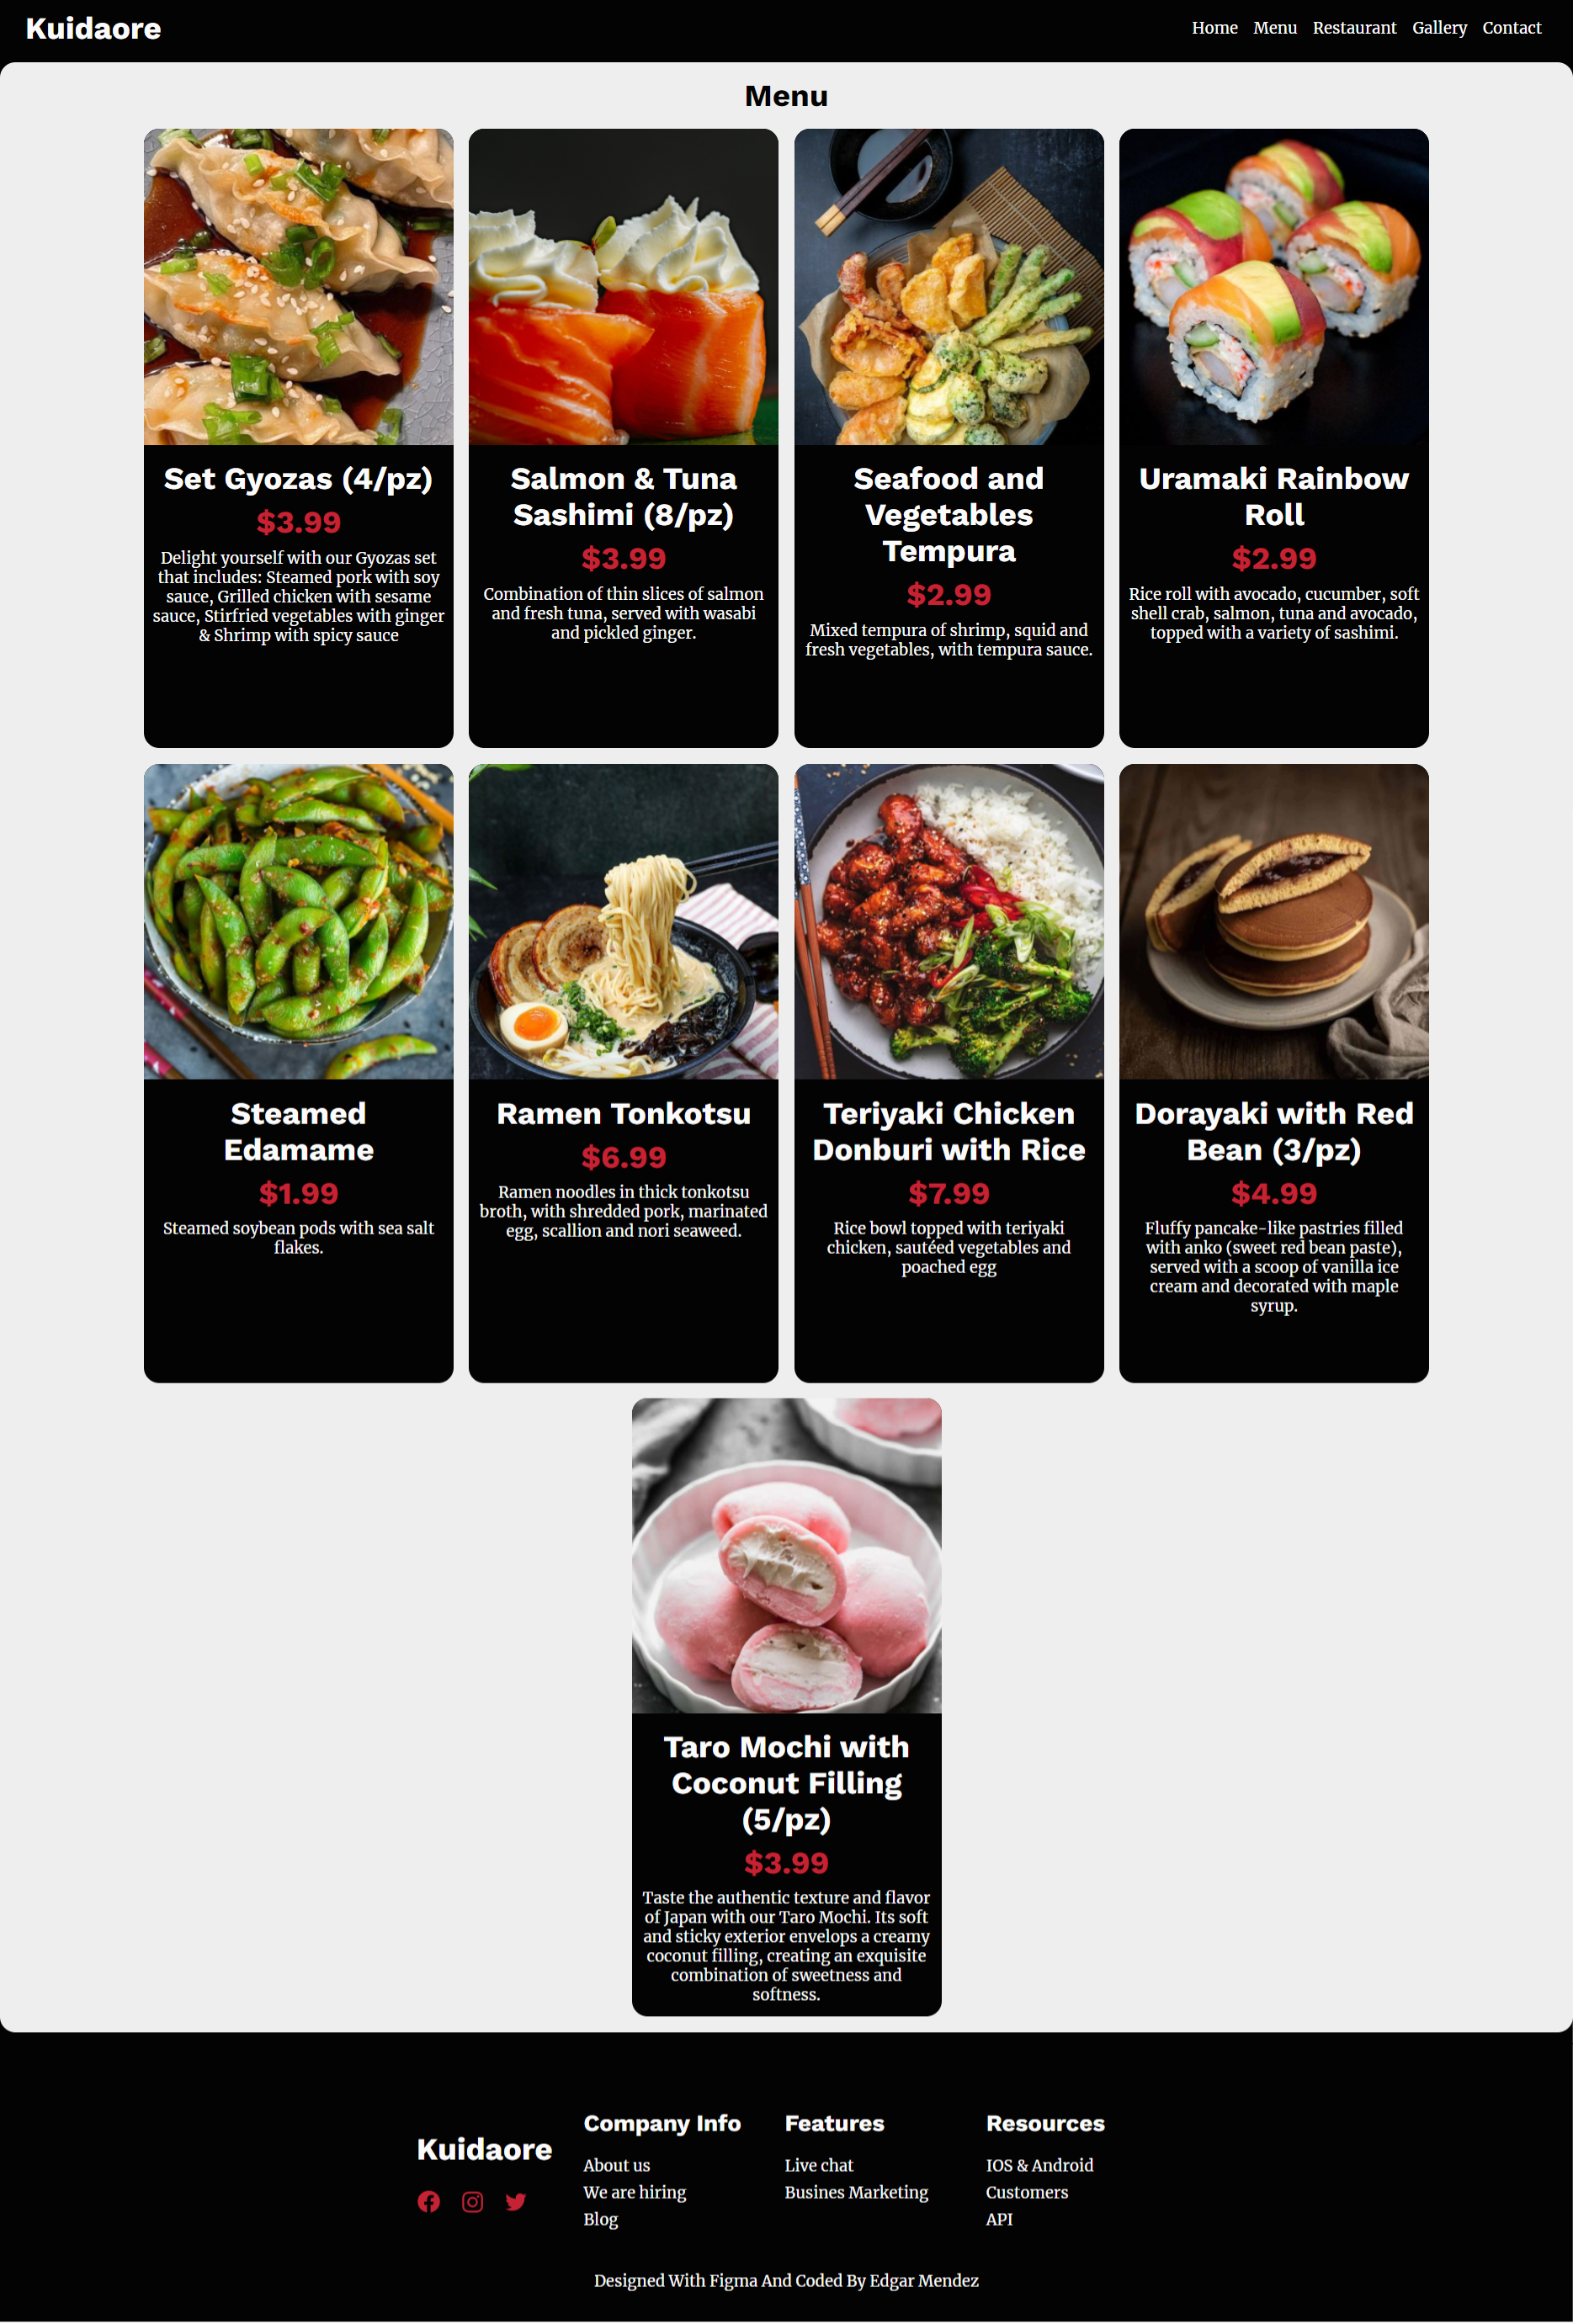 Kuidaore
Home Menu Restaurant Gallery Contact
Menu
Set Gyozas (4/pz)
$3.99
Delight yourself with our Gyozas set
that includes: Steamed pork with soy
sauce, Grilled chicken with sesame
sauce, Stirfried vegetables with ginger
& Shrimp with spicy sauce
Salmon & Tuna
Sashimi (8/pz)
$3.99
Combination of thin slices of salmon
and fresh tuna, served with wasabi
and pickled ginger.
Seafood and
Vegetables
Tempura
$2.99
Mixed tempura of shrimp, squid and
fresh vegetables, with tempura sauce.
Uramaki Rainbow
Roll
$2.99
Rice roll with avocado, cucumber, soft
shell crab, salmon, tuna and avocado,
topped with a variety of sashimi.
Steamed
Edamame
$1.99
Steamed soybean pods with sea salt
flakes.
Ramen Tonkotsu
$6.99
Ramen noodles in thick tonkotsu
broth, with shredded pork, marinated
egg, scallion and nori seaweed.
Teriyaki Chicken
Donburi with Rice
$7.99
Rice bowl topped with teriyaki
chicken, sautéed vegetables and
poached egg
Dorayaki with Red
Bean (3/pz)
$4.99
Fluffy pancake-like pastries filled
with anko (sweet red bean paste),
served with a scoop of vanilla ice
cream and decorated with maple
syrup.
Taro Mochi with
Coconut Filling
(5/pz)
$3.99
Taste the authentic texture and flavor
of Japan with our Taro Mochi. Its soft
and sticky exterior envelops a creamy
coconut filling, creating an exquisite
combination of sweetness and
softness.
Kuidaore
Company Info
About us
We are hiring
Blog
Features
Live chat
Busines Marketing
Resources
IOS & Android
Customers
API
Designed With Figma And Coded By Edgar Mendez